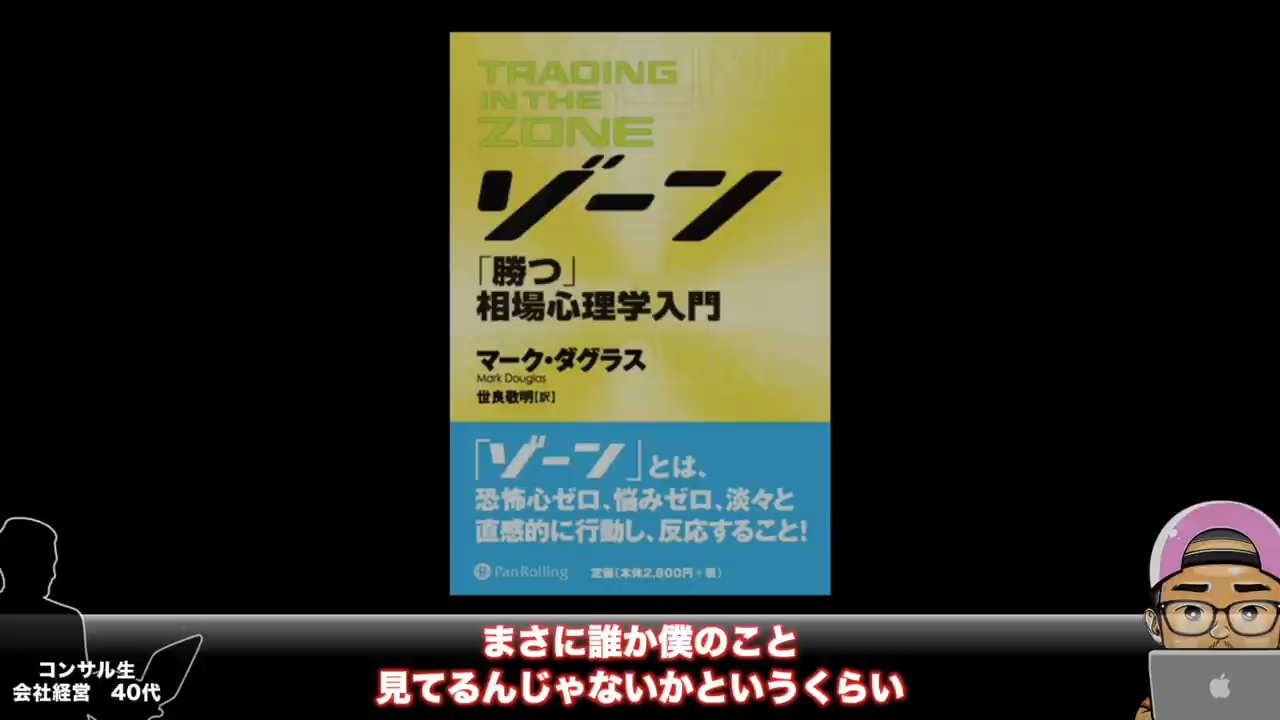 TRADING
IN THE
ZONE
ゾーン
「勝つ」
相場心理学入門
マーク・ダグラス
Mark Douglas
世良敬明[訳]
「ゾーン」とは、
恐怖心ゼロ、悩みゼロ、淡々と
直感的に行動し、反応すること!
PanRolling 定価(本体2,800円+税)
まさに誰か僕のこと
見てるんじゃないかというくらい
コンサル生
会社経営 40代